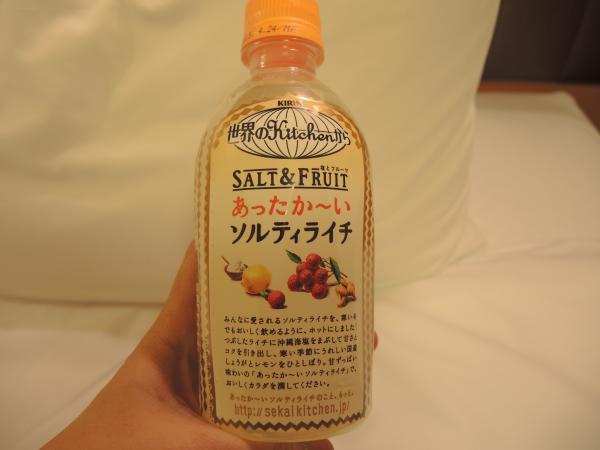 4.24/MF
KIRIN
世界のKitchenから
塩とフルーツ
SALT&FRUIT
あったか〜い
ソルティライチ
みんなに愛されるソルティライチを、寒い冬
でもおいしく飲めるように、ホットにしました!
つぶしたライチに沖縄海塩をまぶして甘さと
コクを引き出し、寒い季節にうれしい国産
しょうがとレモンをひとしぼり。甘ずっぱい
味わいの「あったか〜いソルティライチ」で、
おいしくカラダを潤してください。
あったか〜いソルティライチのこと、もっと。
http://sekaikitchen.jp/